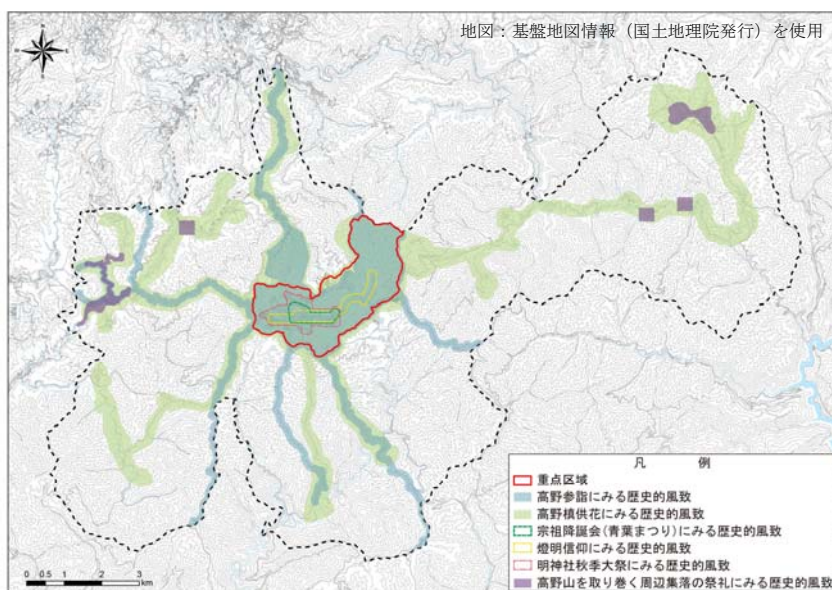 地図：基盤地図情報（国土地理院発行）を使用
凡 例
重点区域
高野参詣にみる歴史的風致
高野槙供花にみる歴史的風致
宗祖降誕会(青葉まつり)にみる歴史的風致
燈明信仰にみる歴史的風致
明神社秋季大祭にみる歴史的風致
高野山を取り巻く周辺集落の祭礼にみる歴史的風致
0 0.5 1 2 3
km